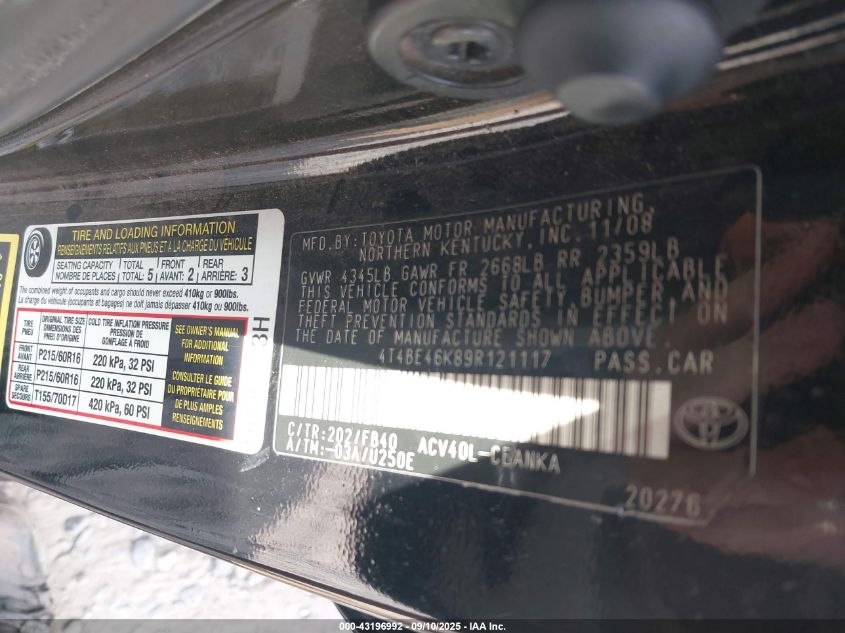 TIRE AND LOADING INFORMATION
RENSEIGNEMENTS RELATIFS AUX PNEUS ET A LA CHARGE DU VÉHICULE
SEATING CAPACITY TOTAL 5 FRONT 2 REAR 3
NOMBRE DE PLACES: TOTAL: AVANT: ARRIÈRE:
The combined weight of occupants and cargo should never exceed 410kg or 900lbs.
La charge du véhicule (occupants et bagages) ne doit jamais dépasser 410kg ou 900lbs.
TIRE ORIGINAL TIRE SIZE COLD TIRE INFLATION PRESSURE
PNEU DIMENSIONS DES PNEUS D'ORIGINE PRESSION DE GONFLAGE À FROID
FRONT AVANT P215/60R16 220 kPa, 32 PSI
REAR ARRIÈRE P215/60R16 220 kPa, 32 PSI
SPARE SECOURS T155/70D17 420 kPa, 60 PSI
SEE OWNER'S MANUAL
FOR ADDITIONAL
INFORMATION
CONSULTER LE GUIDE
DU PROPRIETAIRE POUR
DE PLUS AMPLES
RENSEIGNEMENTS
3H
MFD.BY:TOYOTA MOTOR MANUFACTURING,
NORTHERN KENTUCKY,INC. 11/08
GVWR 4345LB GAWR FR 2668LB RR 2359LB
THIS VEHICLE CONFORMS TO ALL APPLICABLE
FEDERAL MOTOR VEHICLE SAFETY,BUMPER AND
THEFT PREVENTION STANDARDS IN EFFECT ON
THE DATE OF MANUFACTURE SHOWN ABOVE.
4T4BE46K89R121117 PASS.CAR
C/TR:202/FB40 ACV40L-CEANKA
A/TM:-03A/U250E
20276
000-43196992 - 09/10/2025 - IAA Inc.